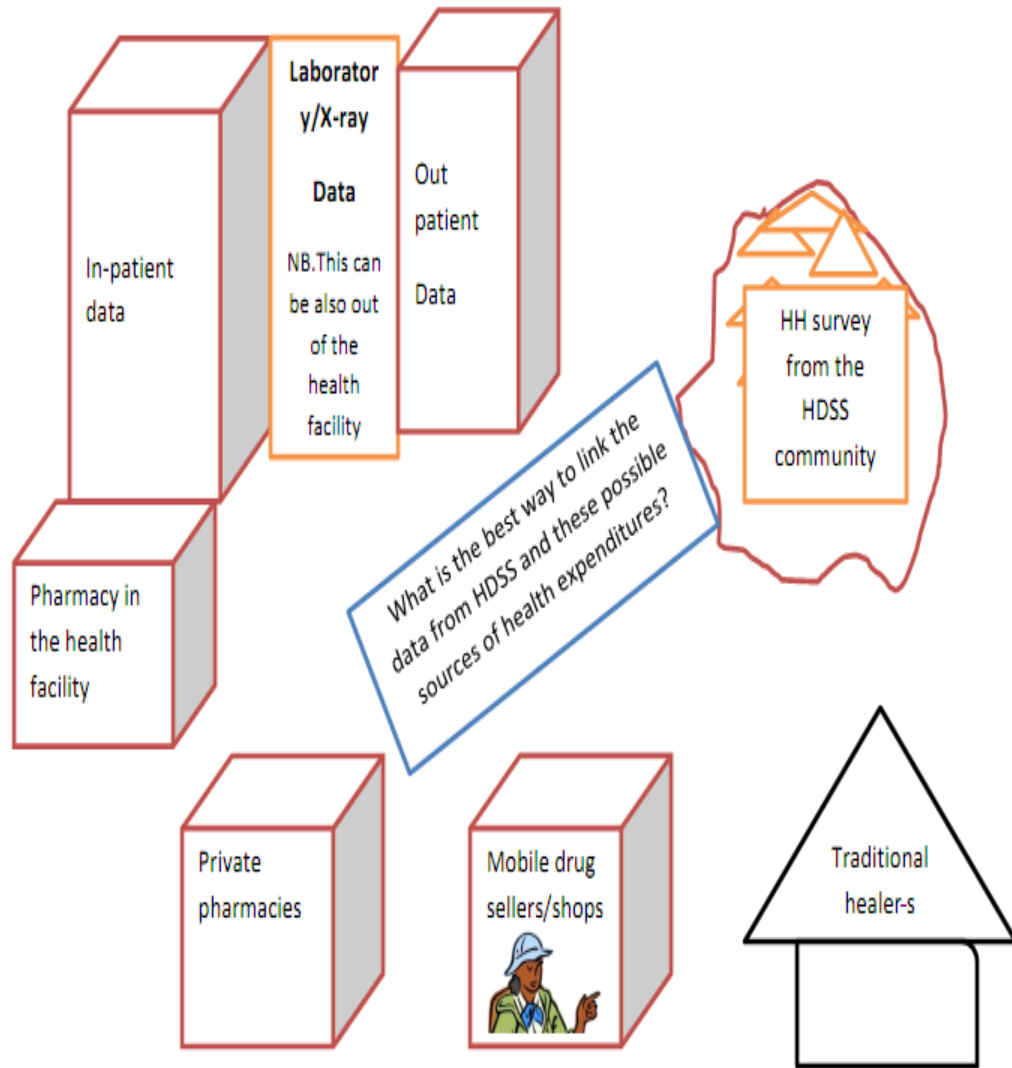 In-patient
data
Laborator
y/X-ray
Data
NB.This can
be also out
of the
health
facility
Out
patient
Data
HH survey
from the
HDSS
community
What is the best way to link the
data from HDSS and these possible
sources of health expenditures?
Pharmacy in
the health
facility
Private
pharmacies
Mobile drug
sellers/shops
Traditional
healer-s